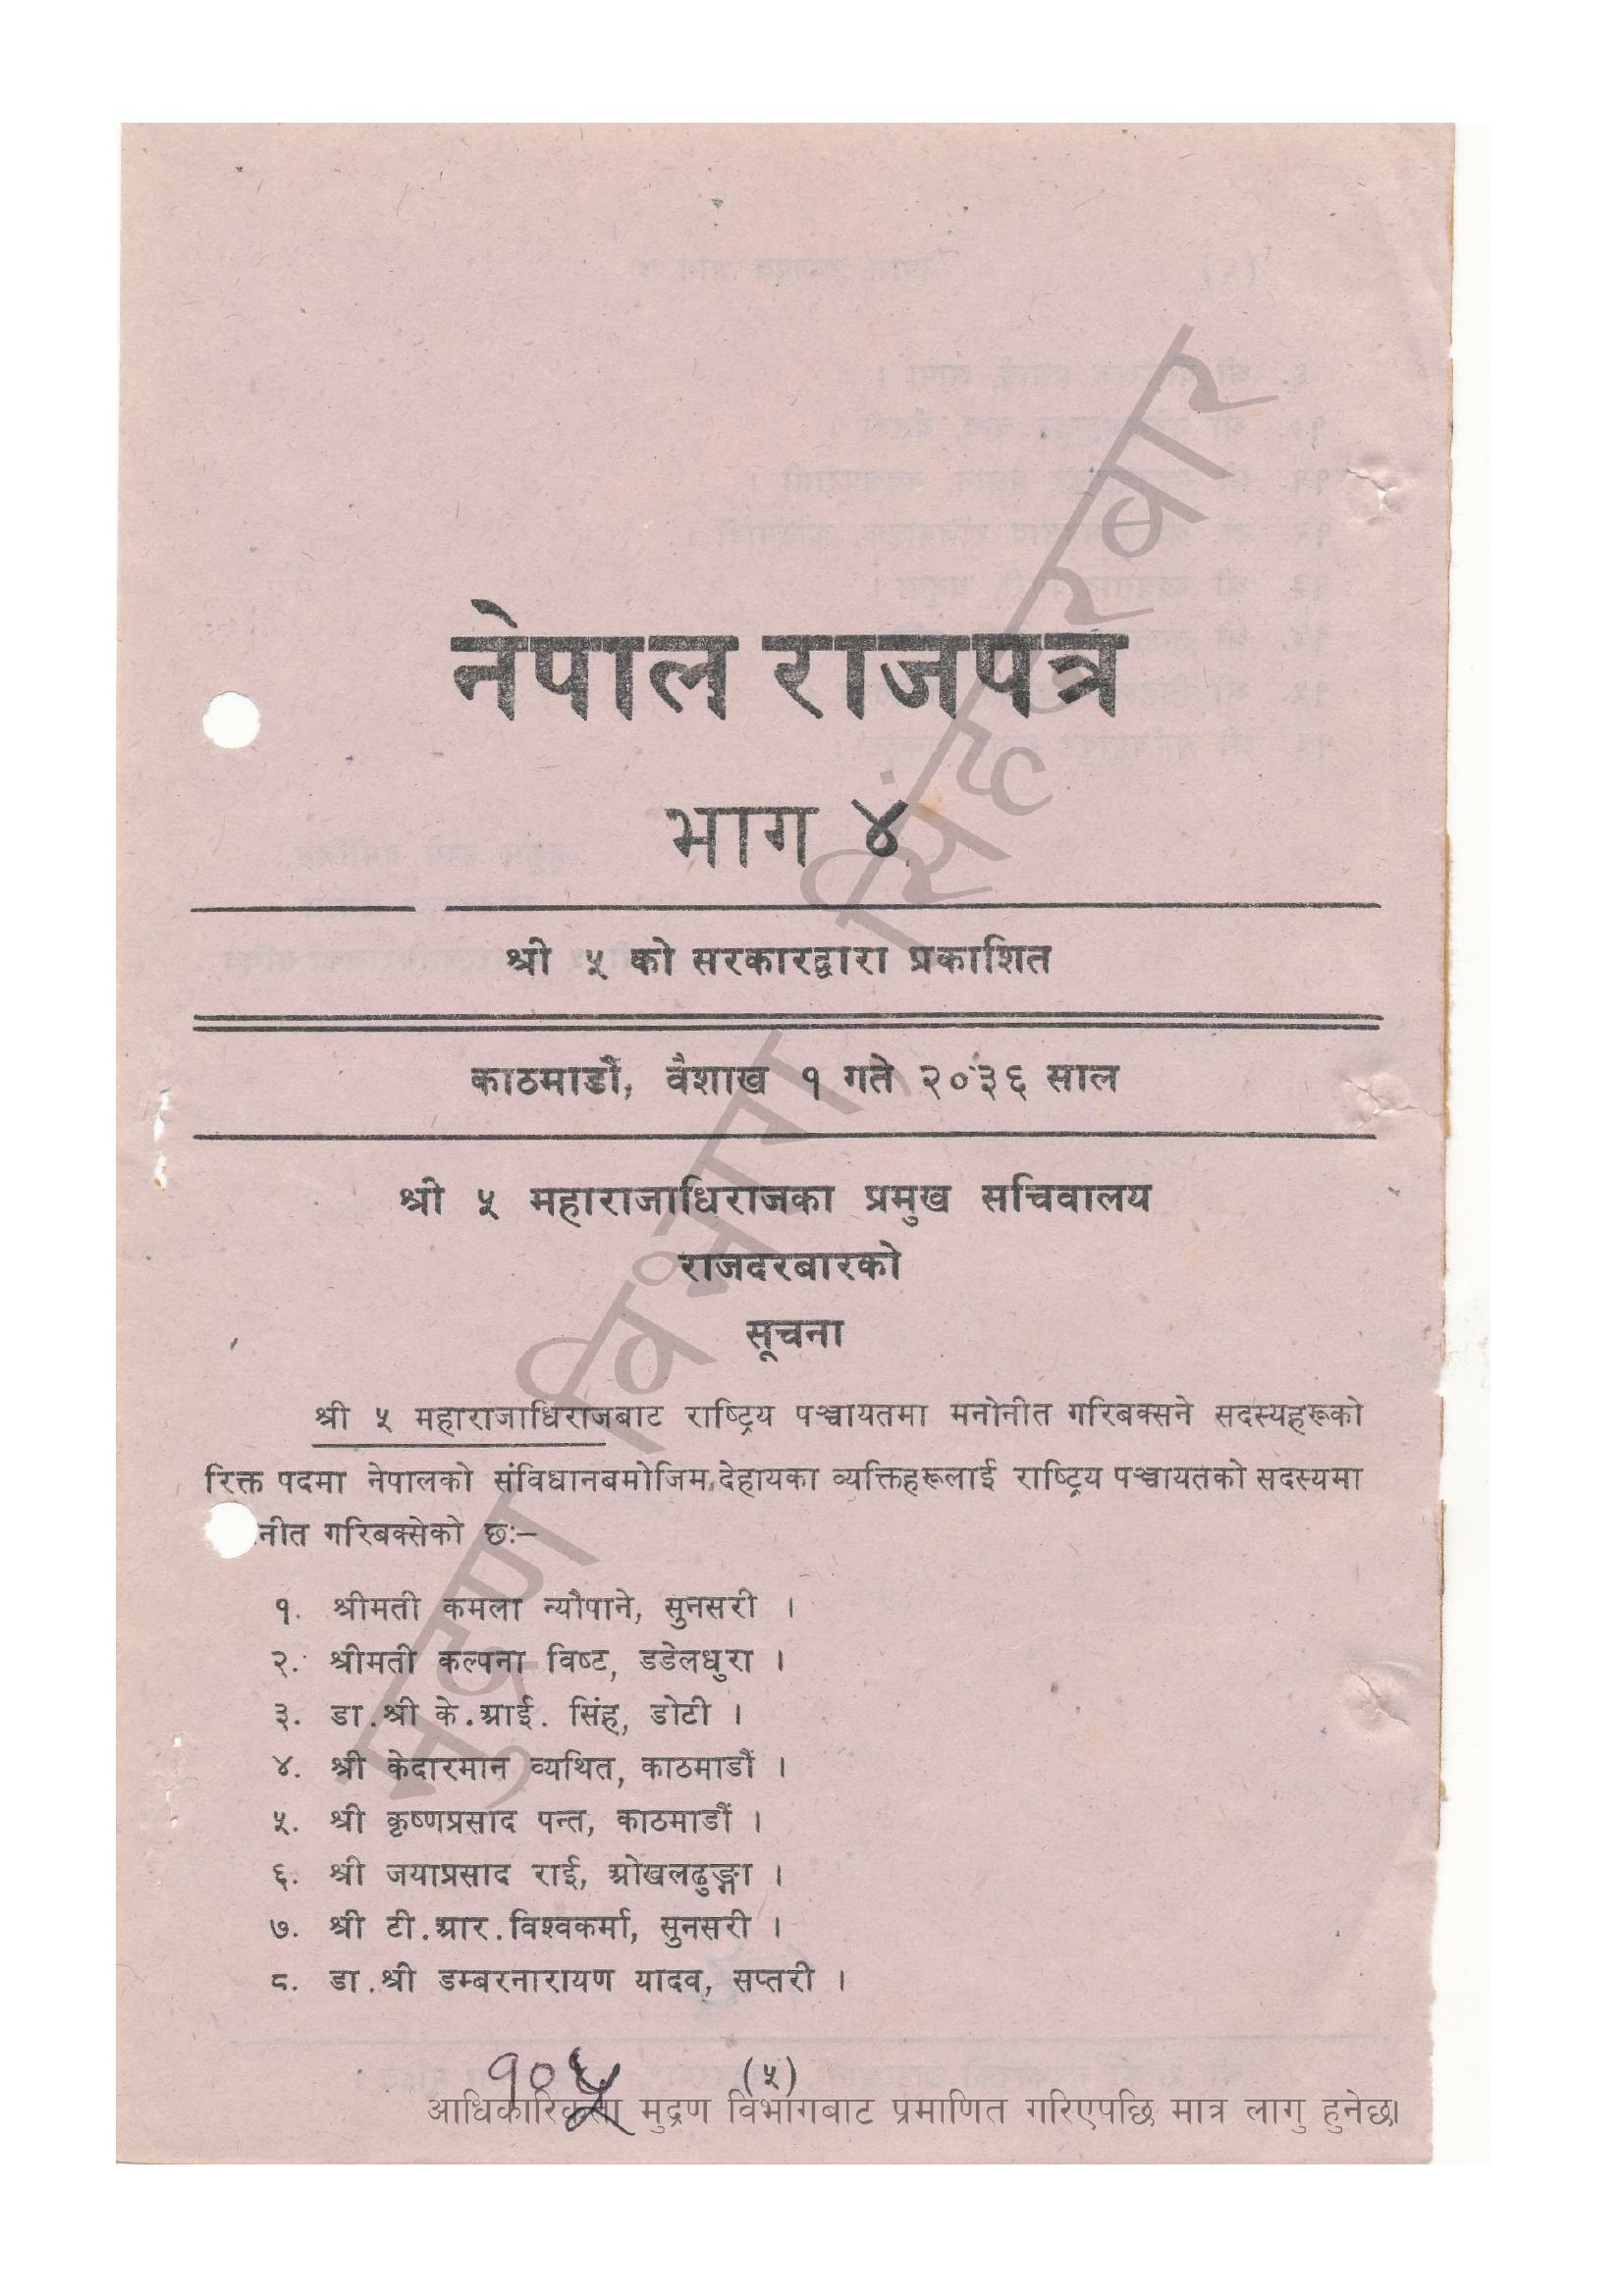 नेपाल राजपत्र
भाग ४
श्री ५ को सरकारद्वारा प्रकाशित
काठमाडौं, वैशाख १ गते २०३६ साल
श्री ५ महाराजाधिराजका प्रमुख सचिवालय
राजदरबारको
सूचना
श्री ५ महाराजाधिराजबाट राष्ट्रिय पञ्चायतमा मनोनीत गरिबक्सने सदस्यहरूको
रिक्त पदमा नेपालको संविधानबमोजिम देहायका व्यक्तिहरूलाई राष्ट्रिय पञ्चायतको सदस्यमा
नीत गरिबक्सेको छः–
१. श्रीमती कमला न्यौपाने, सुनसरी ।
२. श्रीमती कल्पना विष्ट, डडेलधुरा ।
३. डा.श्री के.आई. सिंह, डोटी ।
४. श्री केदारमान व्यथित, काठमाडौं ।
५. श्री कृष्णप्रसाद पन्त, काठमाडौं ।
६. श्री जयाप्रसाद राई, ओखलढुङ्गा ।
७. श्री टी.आर.विश्वकर्मा, सुनसरी ।
८. डा.श्री डम्बरनारायण यादव, सप्तरी ।
१०५
(५)
आधिकारिकता मुद्रण विभागबाट प्रमाणित गरिएपछि मात्र लागु हुनेछ।
मुद्रण विभाग, सिंहदरबार